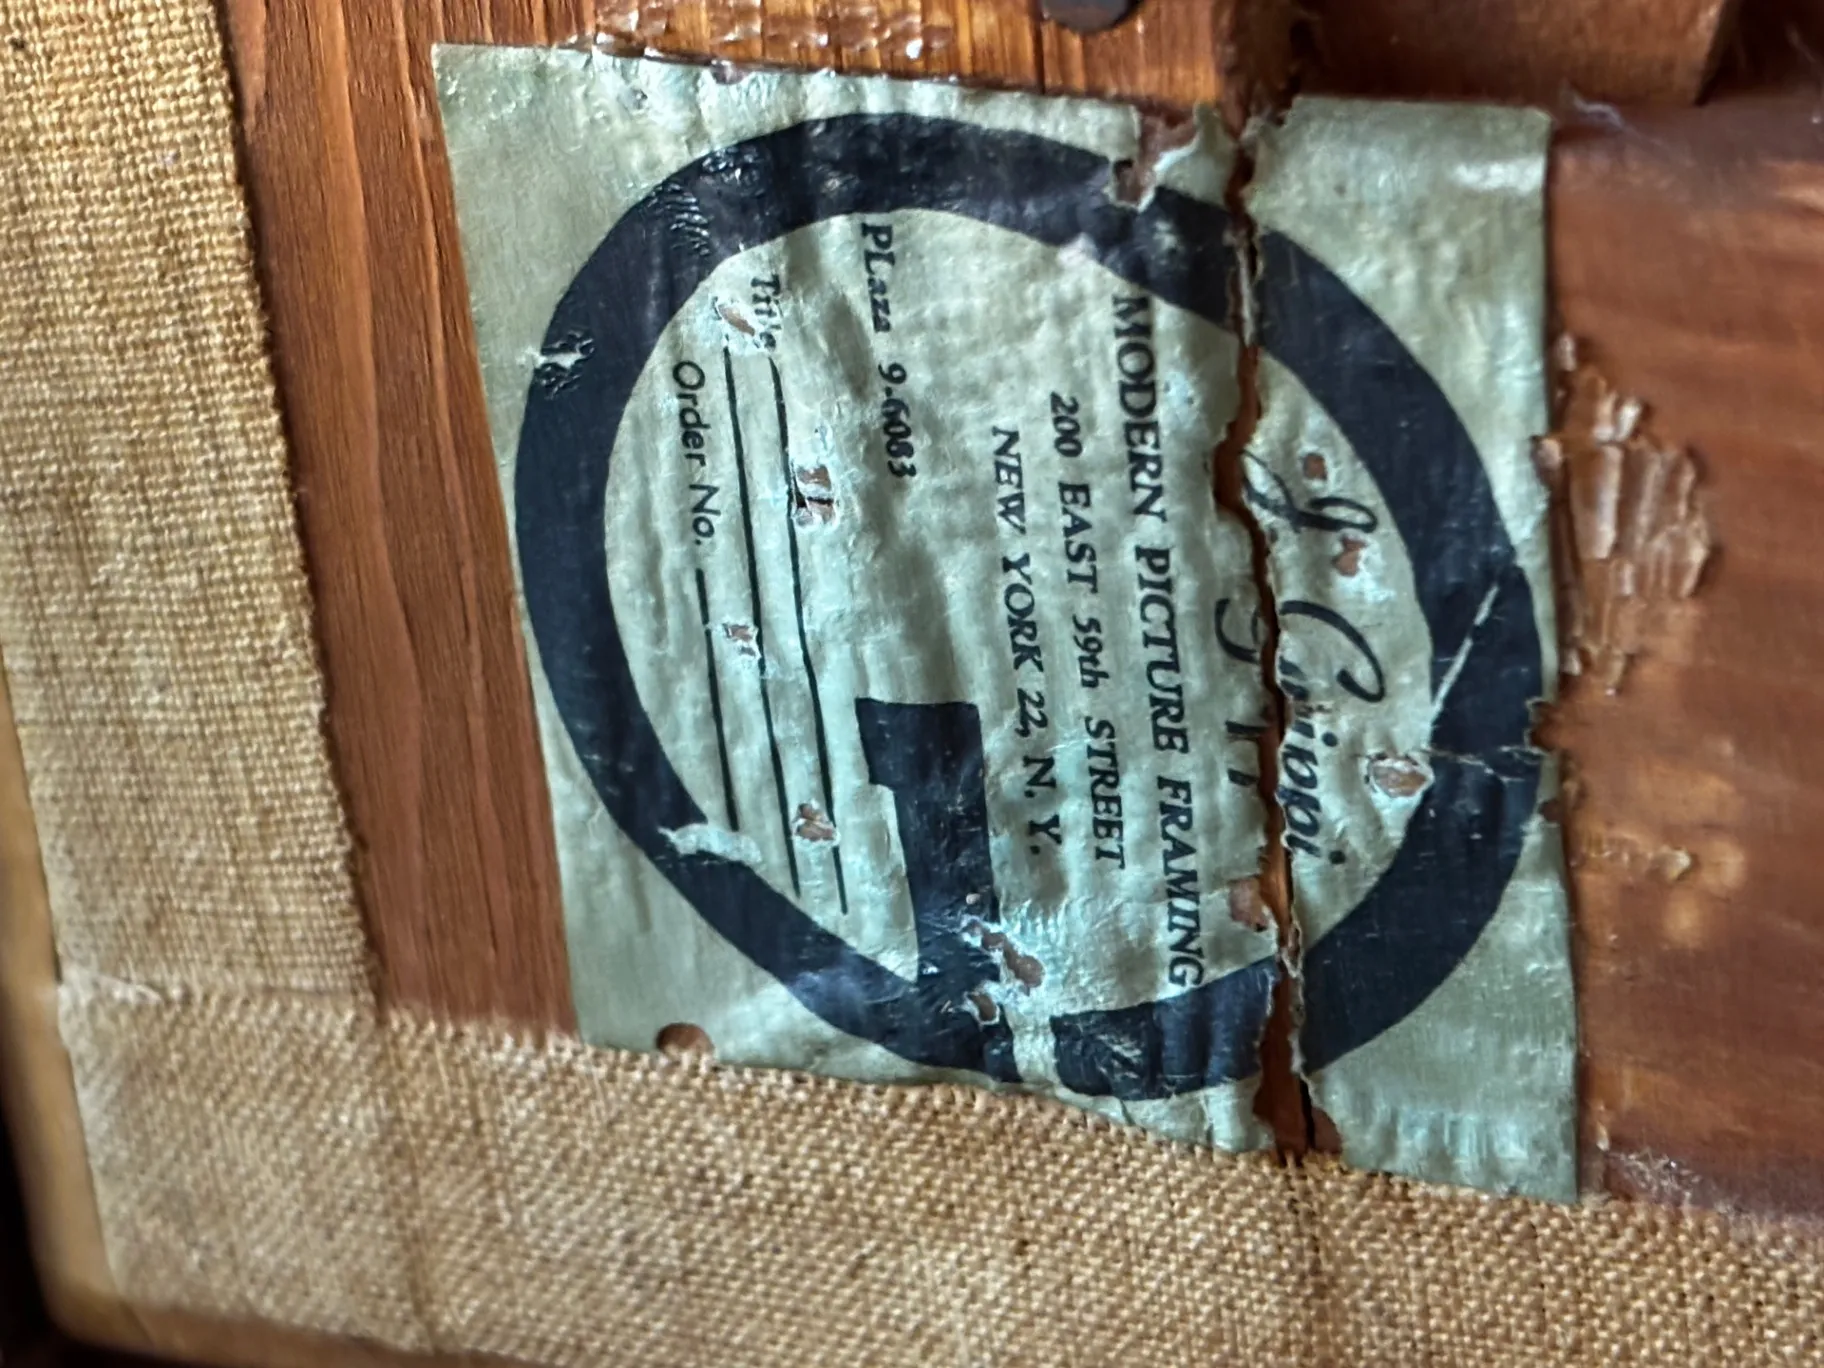 J.
MODERN PICTURE FRAMING
200 EAST 59th STREET
NEW YORK 22, N. Y.
PLaza 9-6083
Title
Order No.